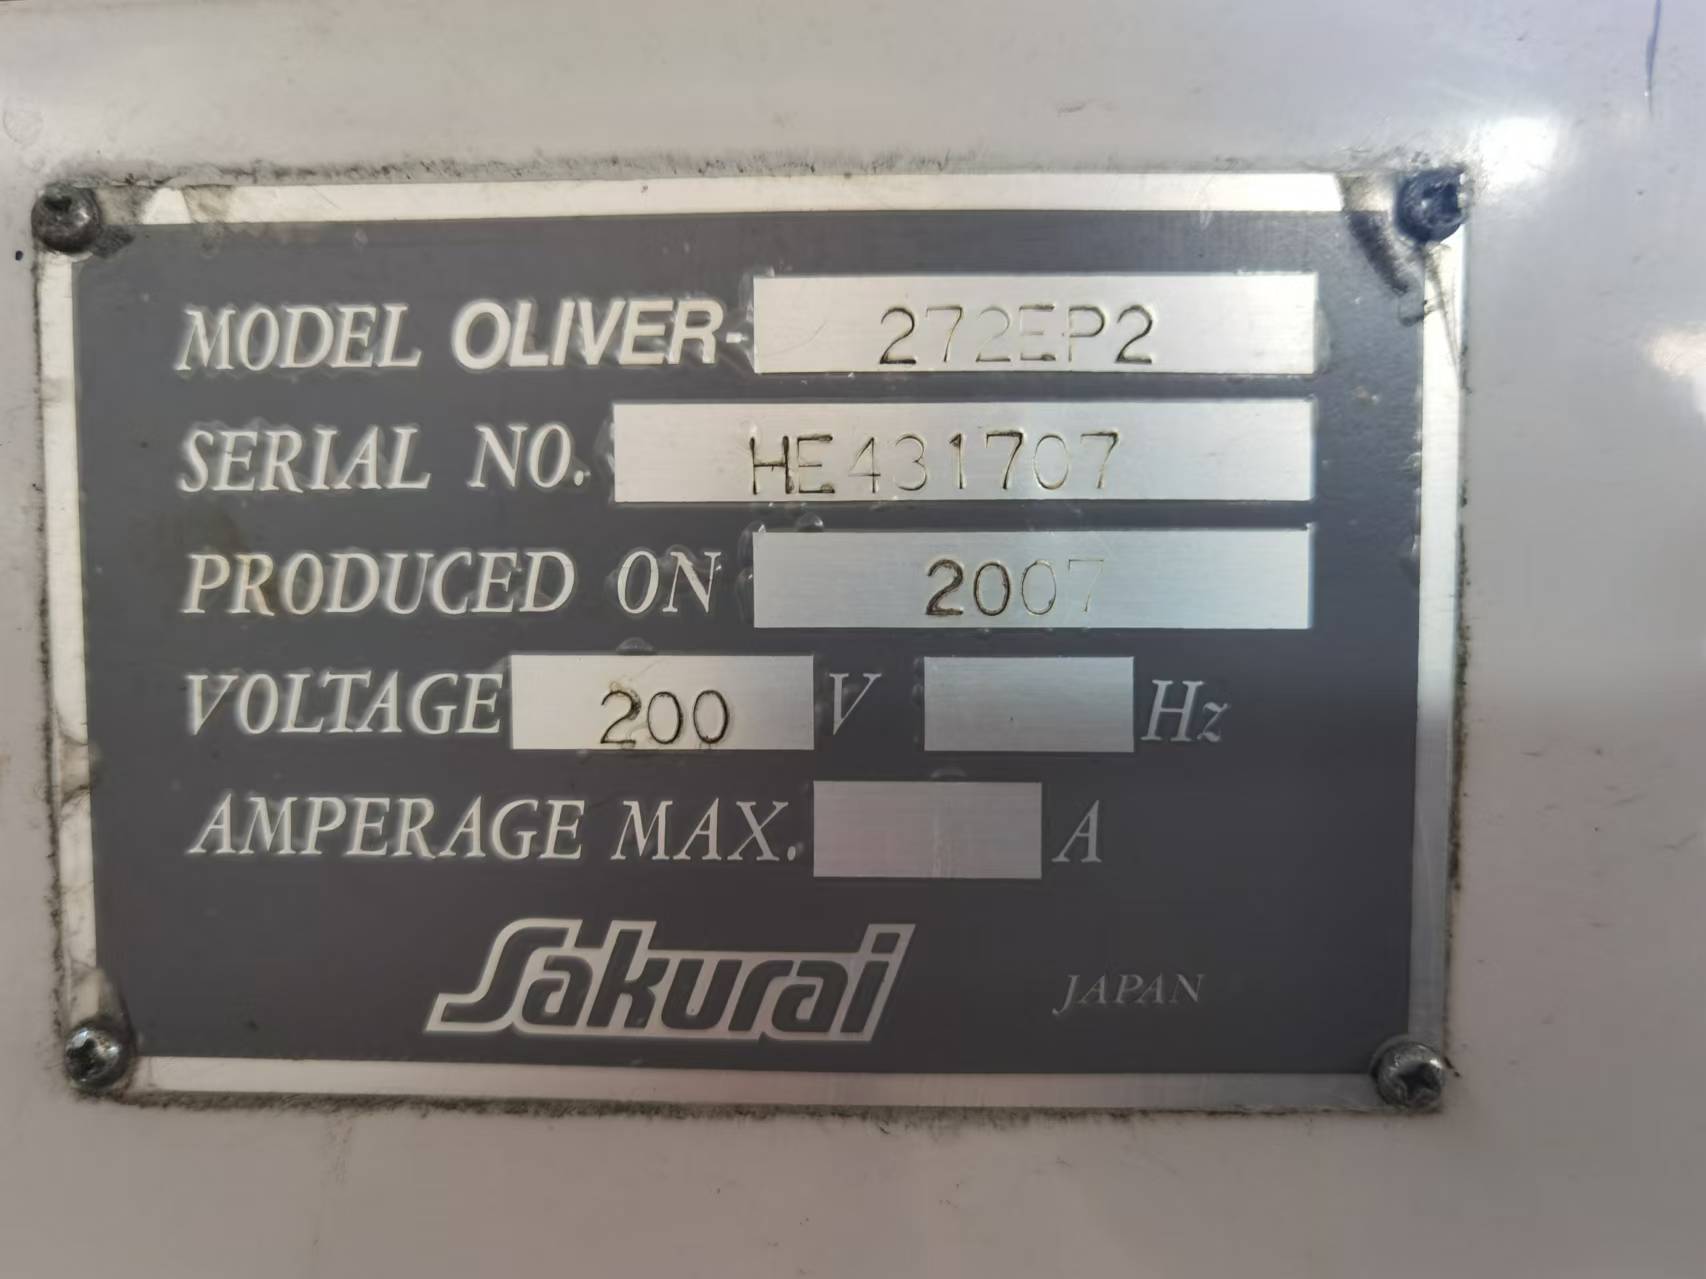 MODEL OLIVER- 272EP2
SERIAL NO. HE431707
PRODUCED ON 2007
VOLTAGE 200 V Hz
AMPERAGE MAX. A
Sakurai JAPAN